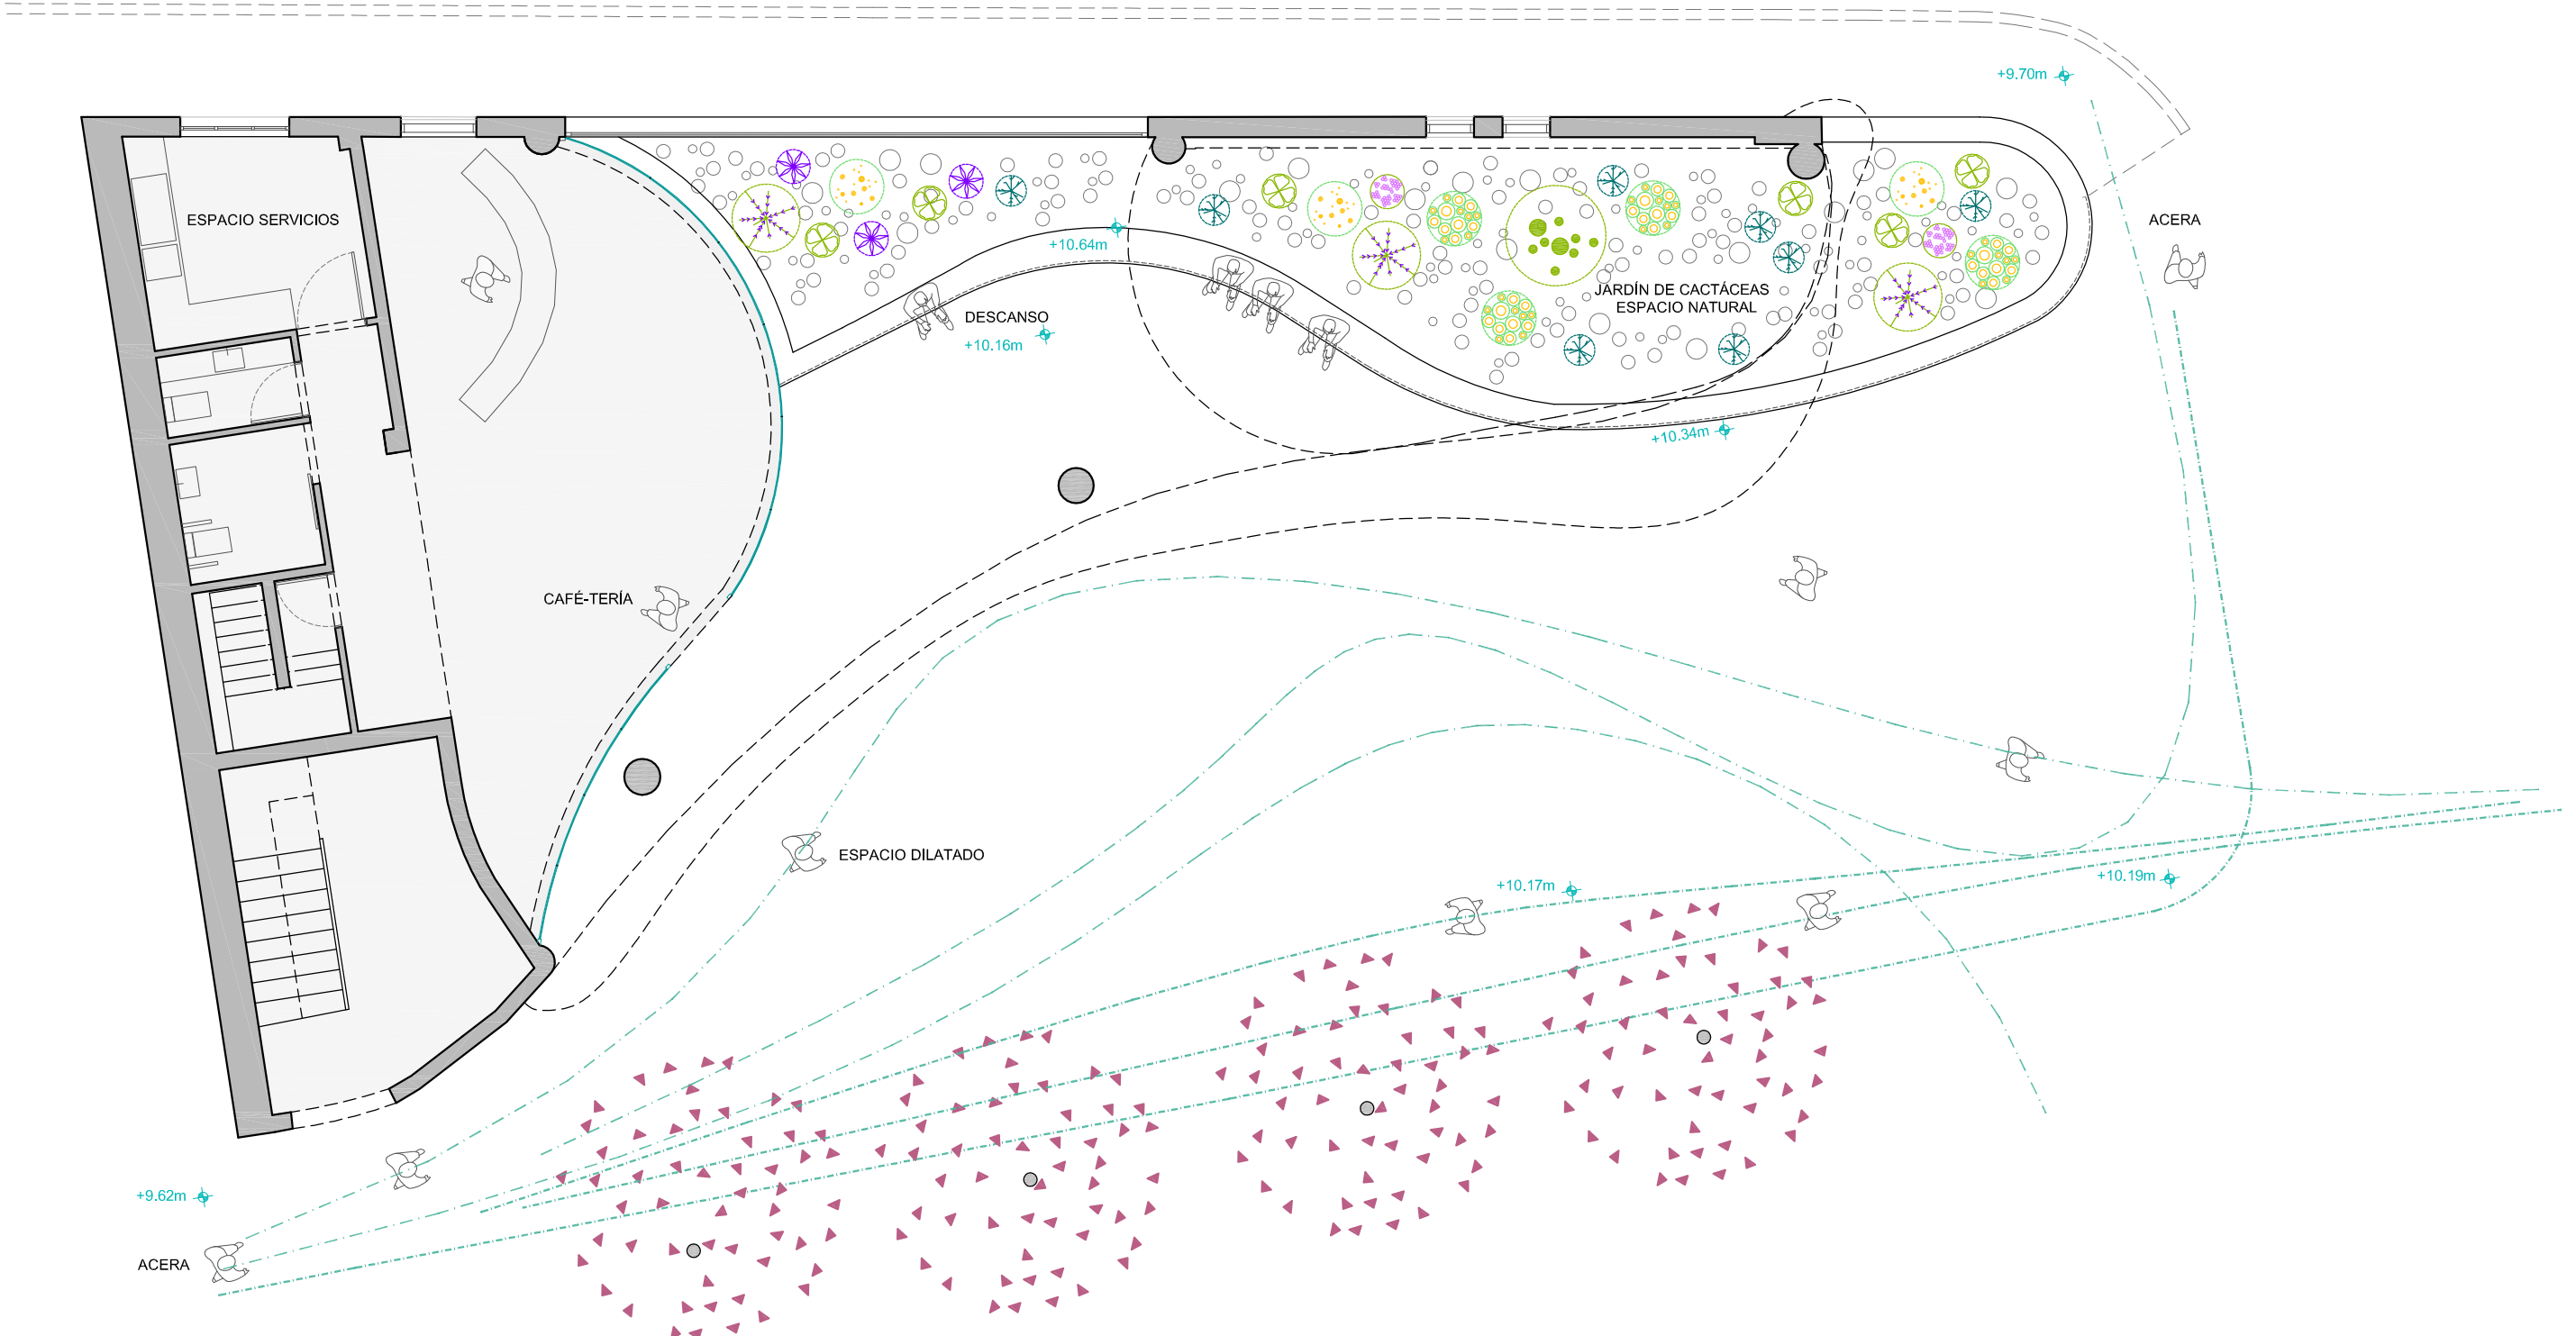 +9.70m
ESPACIO SERVICIOS
ACERA
+10.64m
JARDÍN DE CACTÁCEAS
ESPACIO NATURAL
DESCANSO
+10.16m
+10.34m
CAFÉ-TERÍA
ESPACIO DILATADO
+10.17m
+10.19m
+9.62m
ACERA